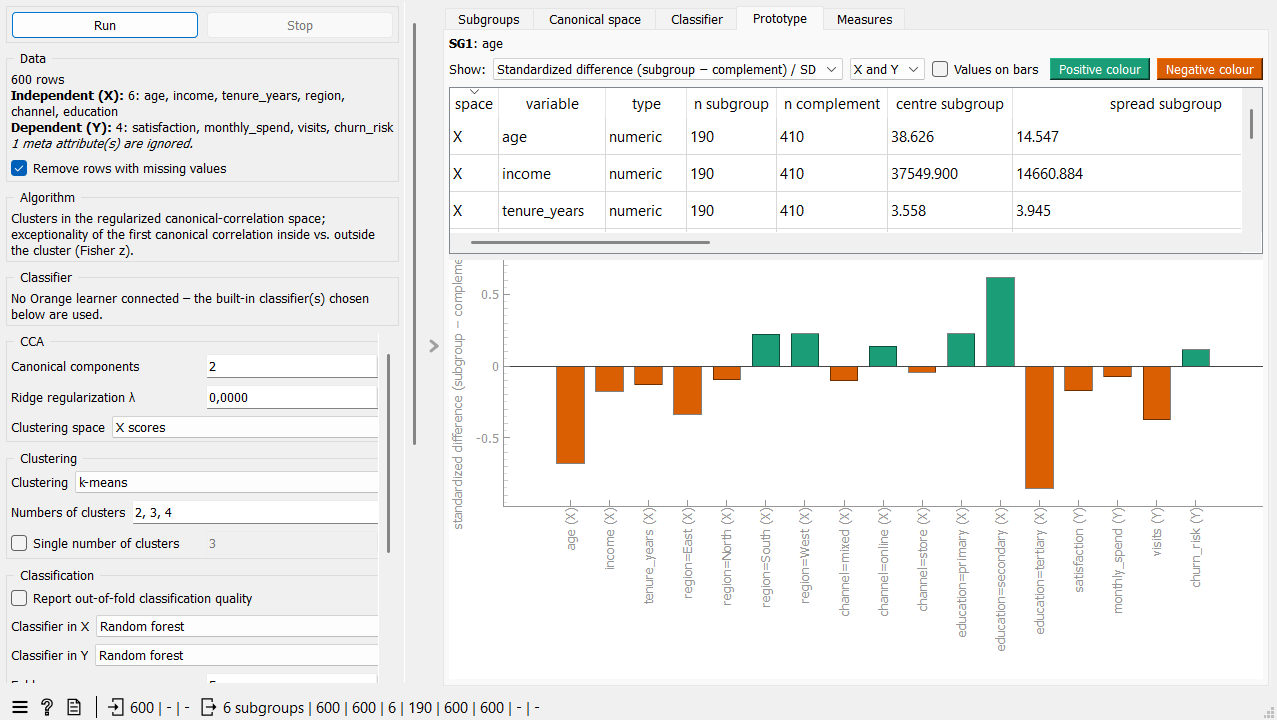 Run
Stop
Data
600 rows
Independent (X): 6: age, income, tenure_years, region,
channel, education
Dependent (Y): 4: satisfaction, monthly_spend, visits, churn_risk
1 meta attribute(s) are ignored.
Remove rows with missing values
Algorithm
Clusters in the regularized canonical-correlation space;
exceptionality of the first canonical correlation inside vs. outside
the cluster (Fisher z).
Classifier
No Orange learner connected – the built-in classifier(s) chosen
below are used.
CCA
Canonical components 2
Ridge regularization λ 0,0000
Clustering space X scores
Clustering
Clustering k-means
Numbers of clusters 2, 3, 4
Single number of clusters 3
Classification
Report out-of-fold classification quality
Classifier in X Random forest
Classifier in Y Random forest
Subgroups Canonical space Classifier Prototype Measures
SG1: age
Show: Standardized difference (subgroup − complement) / SD X and Y Values on bars Positive colour Negative colour
space variable type n subgroup n complement centre subgroup spread subgroup
X age numeric 190 410 38.626 14.547
X income numeric 190 410 37549.900 14660.884
X tenure_years numeric 190 410 3.558 3.945
standardized difference (subgroup − compleme
0.5
0
-0.5
age (X)
income (X)
tenure_years (X)
region=East (X)
region=North (X)
region=South (X)
region=West (X)
channel=mixed (X)
channel=online (X)
channel=store (X)
education=primary (X)
education=secondary (X)
education=tertiary (X)
satisfaction (Y)
monthly_spend (Y)
visits (Y)
churn_risk (Y)
600 | - | - 6 subgroups | 600 | 600 | 6 | 190 | 600 | 600 | - | -